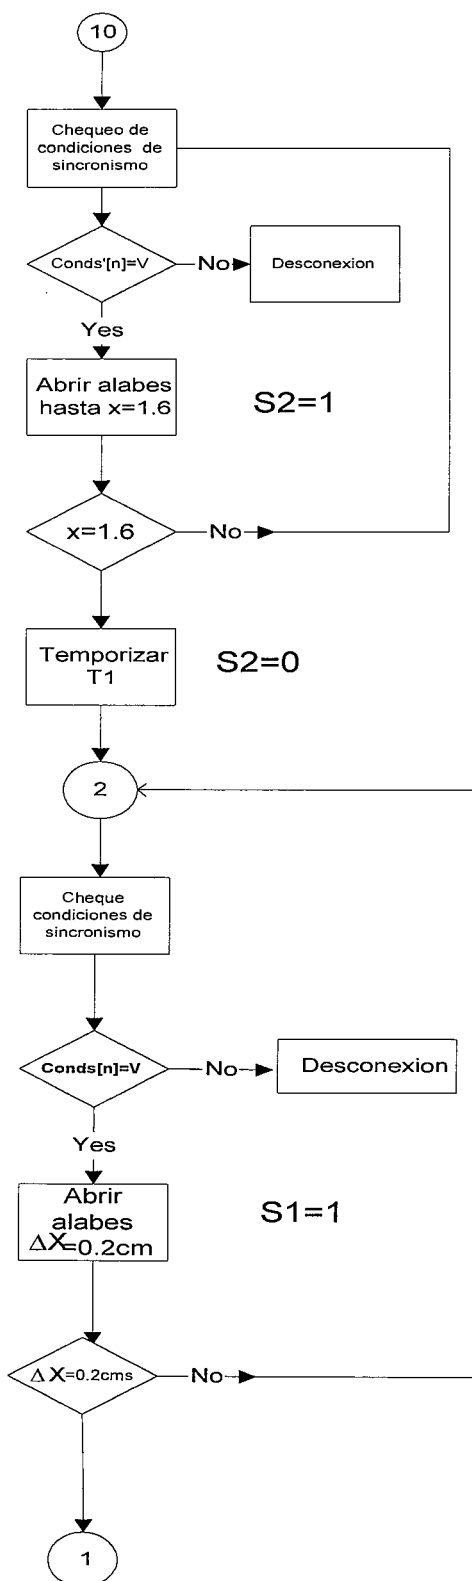 10
Chequeo de
condiciones de
sincronismo
Conds'[n]=V
No
Desconexion
Yes
Abrir alabes
hasta x=1.6
S2=1
x=1.6
No
Temporizar
T1
S2=0
2
Cheque
condiciones de
sincronismo
Conds[n]=V
No
Desconexion
Yes
Abrir
alabes
ΔX=0.2cm
S1=1
ΔX=0.2cms
No
1